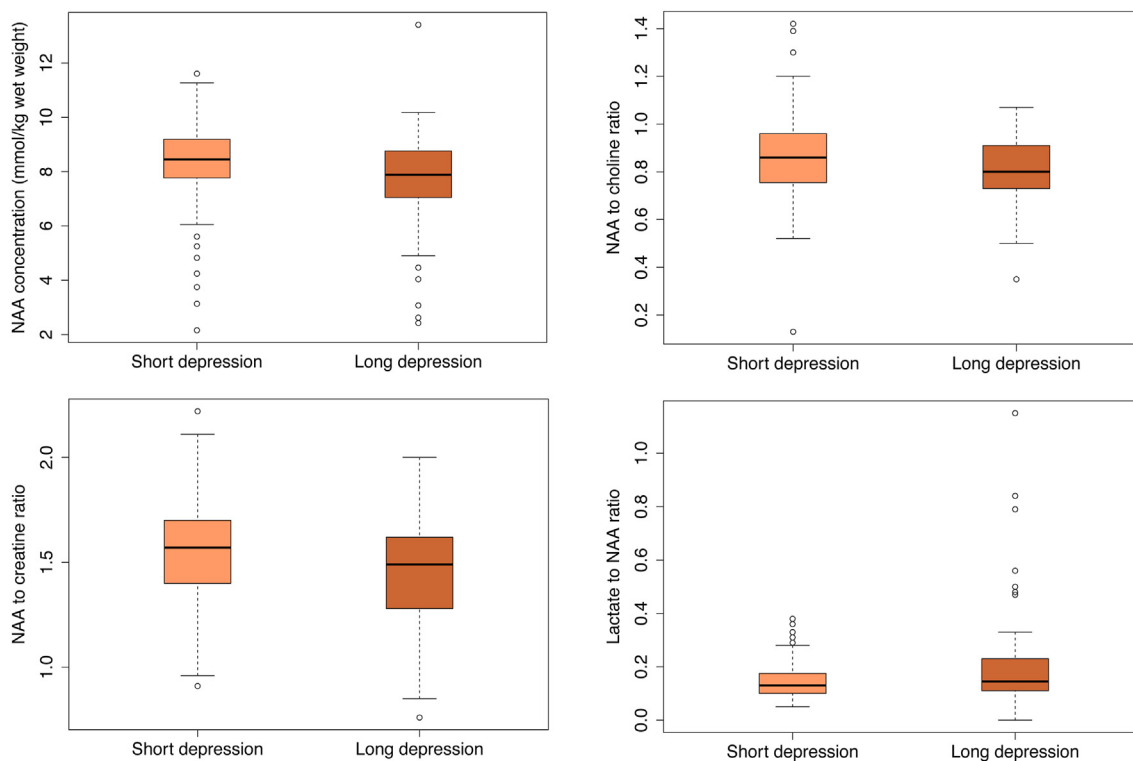 NAA concentration (mmol/kg wet weight)
12
10
8
6
4
2
Short depression
Long depression
NAA to choline ratio
1.4
1.2
1.0
0.8
0.6
0.4
0.2
Short depression
Long depression
NAA to creatine ratio
2.0
1.5
1.0
Short depression
Long depression
Lactate to NAA ratio
1.0
0.8
0.6
0.4
0.2
0.0
Short depression
Long depression